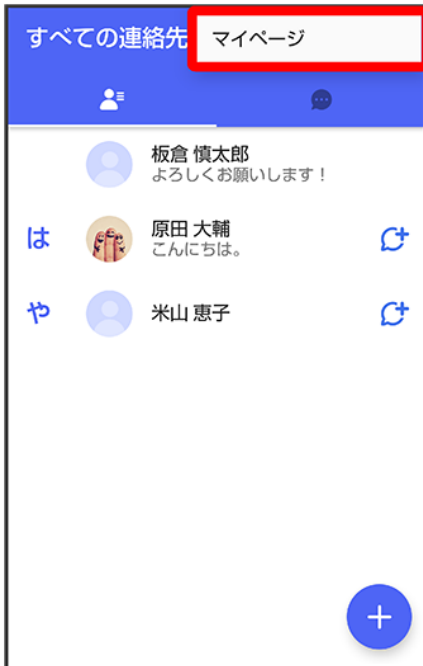 すべての連絡先
マイページ
板倉 慎太郎
よろしくお願いします！
は
原田 大輔
こんにちは。
や
米山 恵子